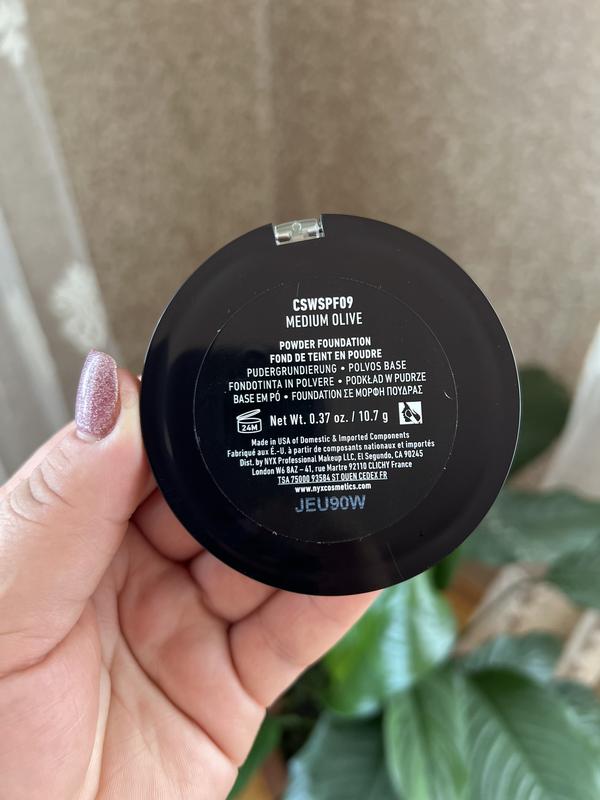 CSWSPF09
MEDIUM OLIVE
POWDER FOUNDATION
FOND DE TEINT EN POUDRE
PUDERGRUNDIERUNG • POLVOS BASE
FONDOTINTA IN POLVERE • PODKŁAD W PUDRZE
BASE EM PÓ • FOUNDATION ΣΕ ΜΟΡΦΗ ΠΟΥΔΡΑΣ
24M Net Wt. 0.37 oz. / 10.7 g
Made in USA of Domestic & Imported Components
Fabriqué aux É.-U. à partir de composants nationaux et importés
Dist. by NYX Professional Makeup LLC, El Segundo, CA 90245
London W6 8AZ – 41, rue Martre 92110 CLICHY France
TSA 75000 93584 ST OUEN CEDEX FR
www.nyxcosmetics.com
JEU90W